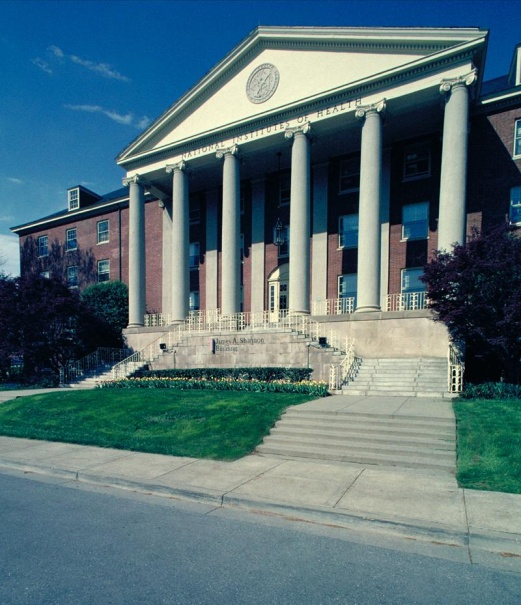 NATIONAL INSTITUTES OF HEALTH
James A. Shannon
Building